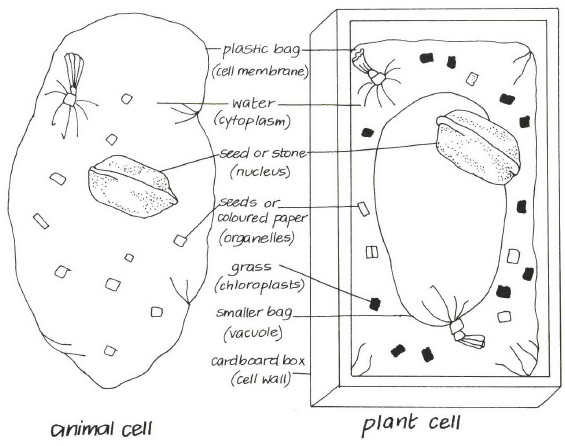 plastic bag
(cell membrane)
water
(cytoplasm)
seed or stone
(nucleus)
seeds or
coloured paper
(organelles)
grass
(chloroplasts)
smaller bag
(vacuole)
cardboard box
(cell wall)
animal cell
plant cell